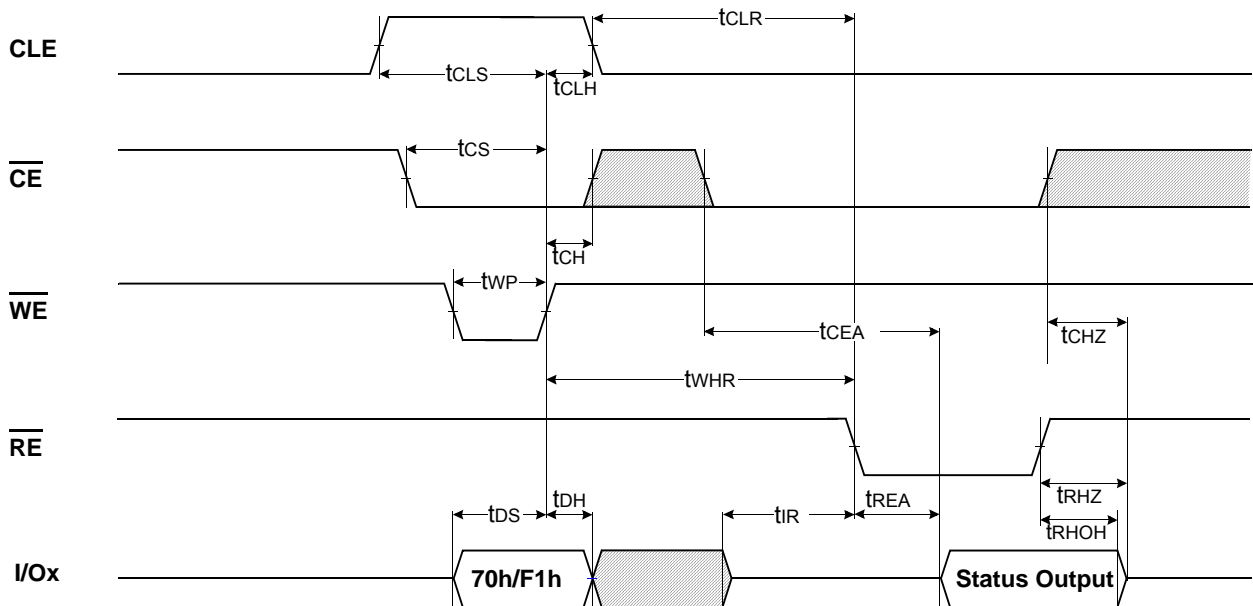 tCLR
CLE
tCLS
tCLH
tCS
CE
tCH
tWP
WE
tCEA
tCHZ
tWHR
RE
tDH
tRHZ
tDS
tIR
tREA
tRHOH
I/Ox
70h/F1h
Status Output